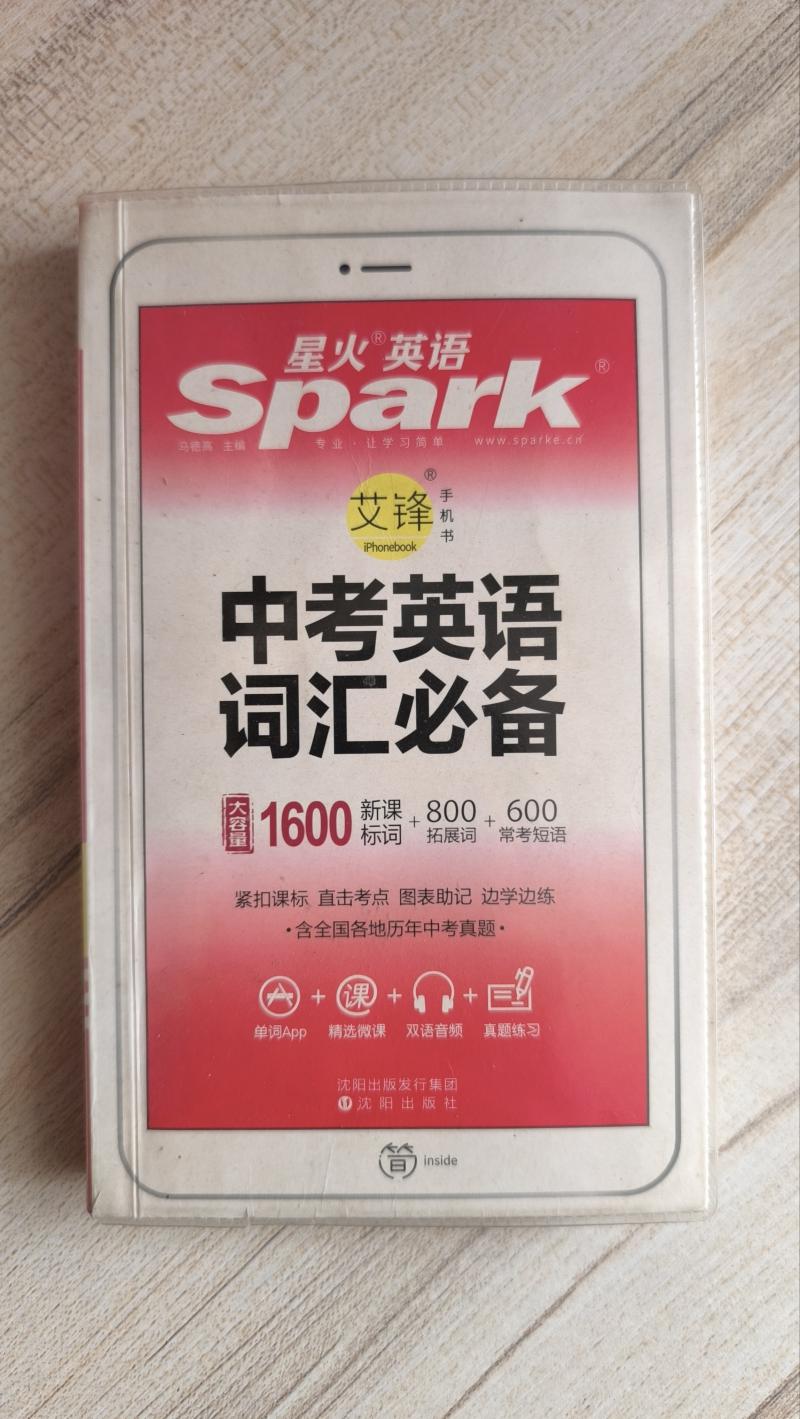 星火®英语
Spark®
马德高 主编 专业·让学习简单 www.sparke.cn
艾锋®
手机书
iPhonebook
中考英语
词汇必备
大容量 1600 新课标词 + 800 拓展词 + 600 常考短语
紧扣课标 直击考点 图表助记 边学边练
·含全国各地历年中考真题·
课
单词App + 精选微课 + 双语音频 + 真题练习
沈阳出版发行集团
沈阳出版社
inside